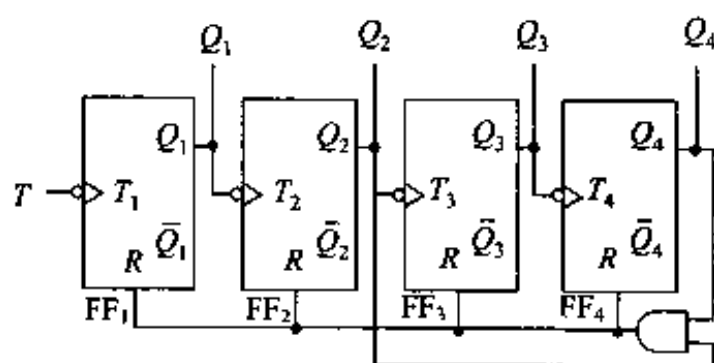 Q₁ Q₂ Q₃ Q₄
Q₁ Q₂ Q₃ Q₄
T T₁ T₂ T₃ T₄
Q̄₁ Q̄₂ Q̄₃ Q̄₄
R R R R
FF₁ FF₂ FF₃ FF₄